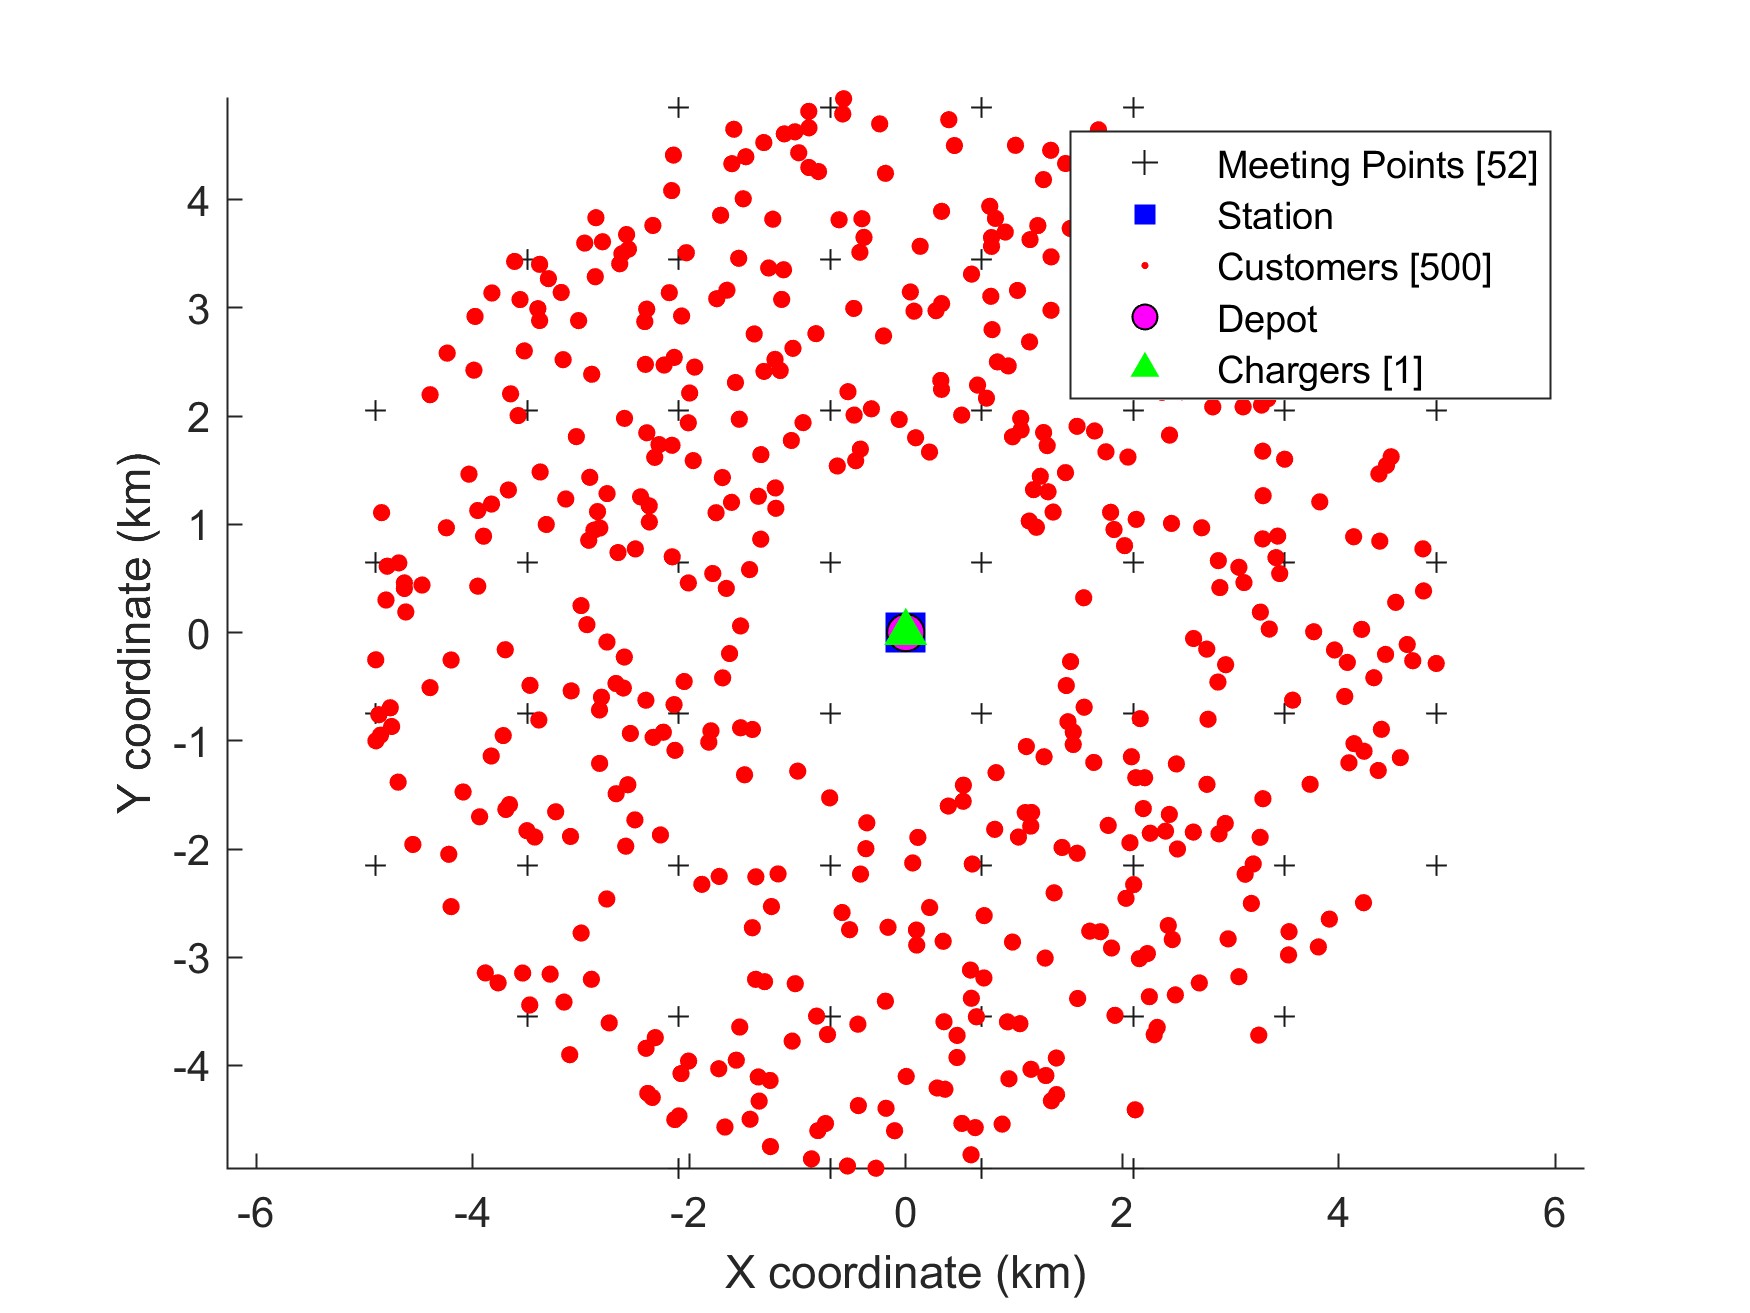 Meeting Points [52]
Station
Customers [500]
Depot
Chargers [1]
Y coordinate (km)
4
3
2
1
0
-1
-2
-3
-4
-6 -4 -2 0 2 4 6
X coordinate (km)